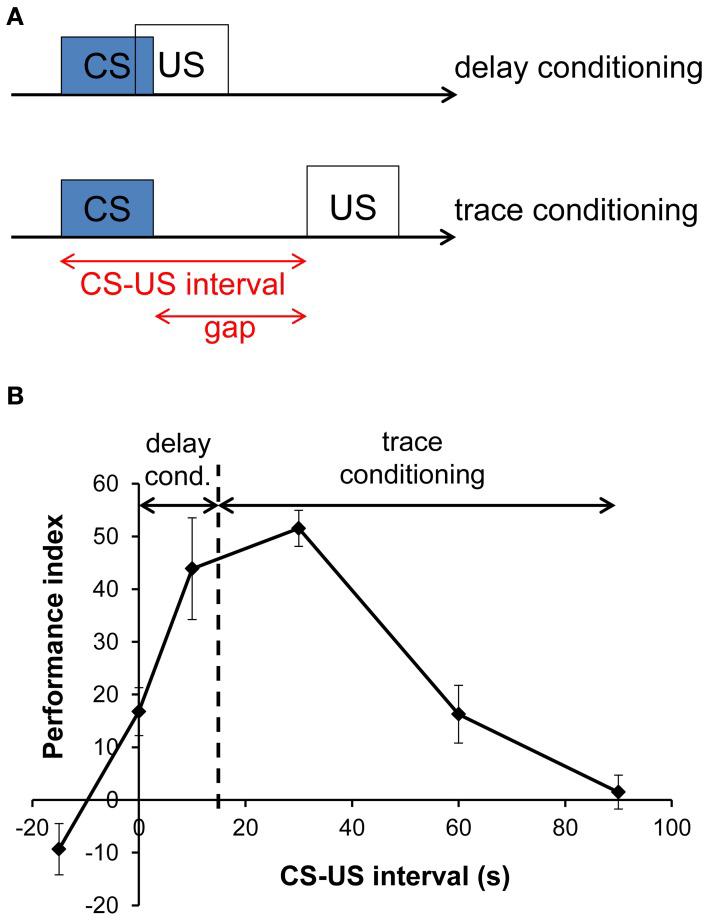 A
CS US
delay conditioning
CS
US
trace conditioning
CS-US interval
gap
B
delay
cond.
trace
conditioning
Performance index
60
50
40
30
20
10
0
-10
-20
-20 0 20 40 60 80 100
CS-US interval (s)